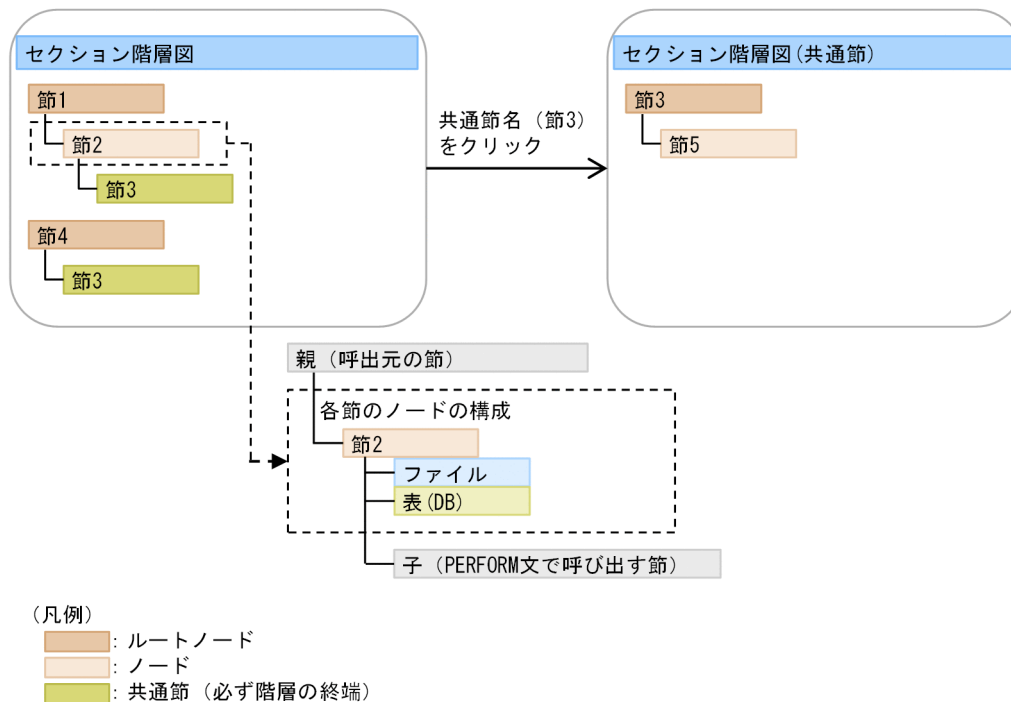 セクション階層図
節1
節2
節3
節4
節3
共通節名（節3）
をクリック
セクション階層図(共通節)
節3
節5
親（呼出元の節）
各節のノードの構成
節2
ファイル
表(DB)
子（PERFORM文で呼び出す節）
（凡例）
：ルートノード
：ノード
：共通節（必ず階層の終端）